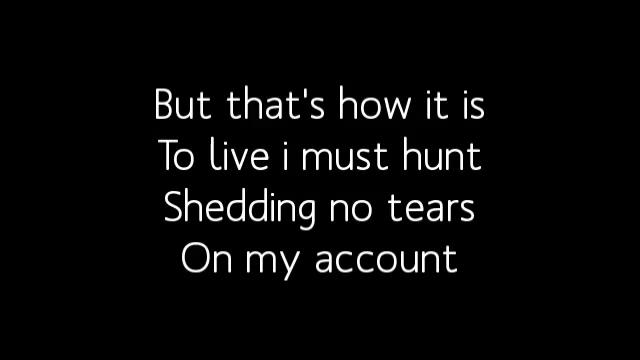 But that's how it is
To live i must hunt
Shedding no tears
On my account